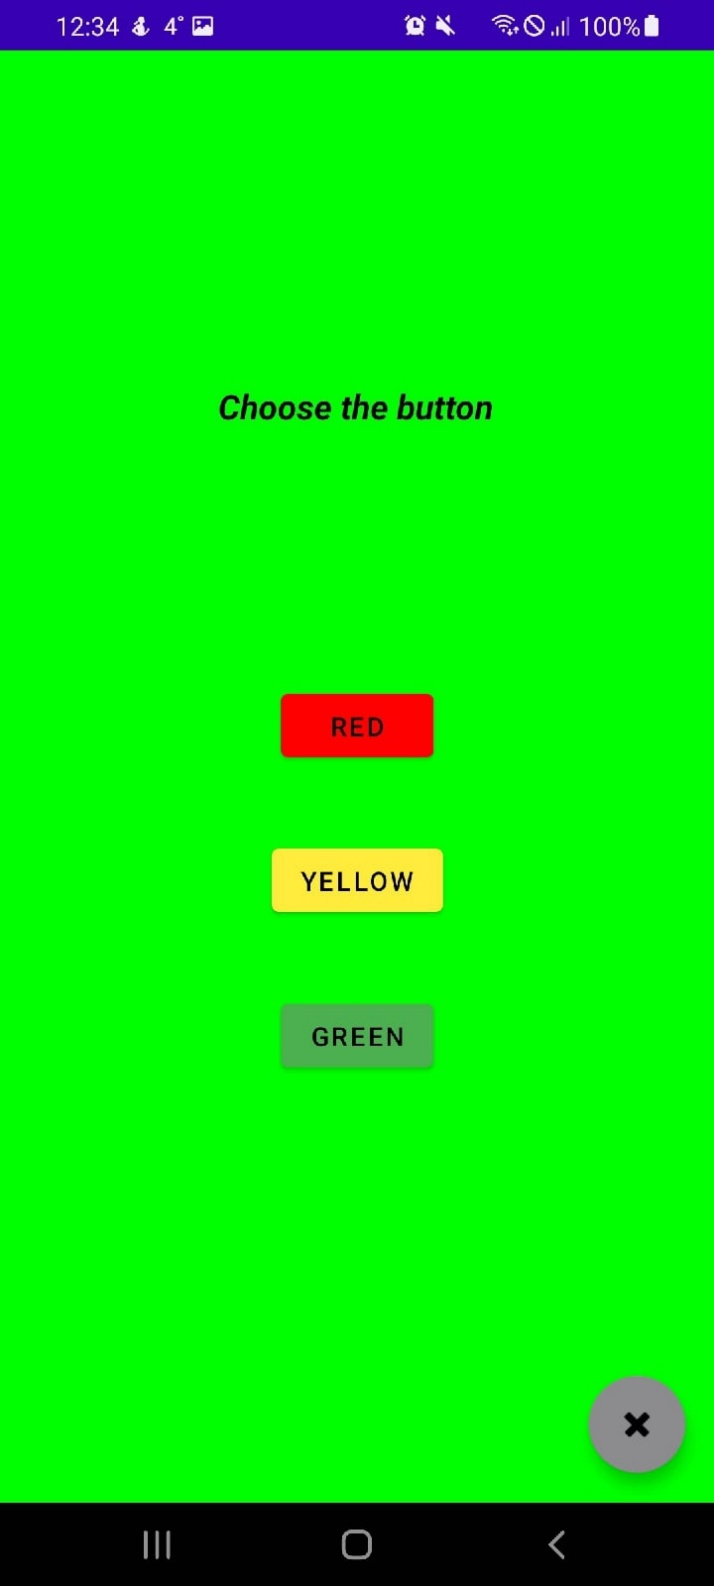 12:34 4° 100%
Choose the button
RED
YELLOW
GREEN